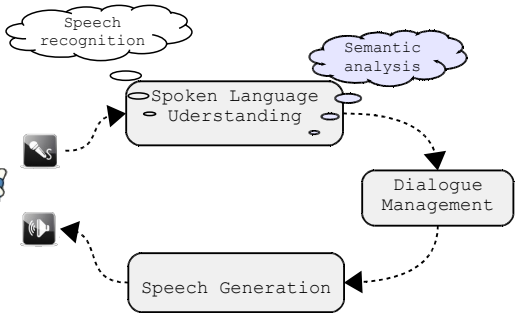 Speech
recognition
Semantic
analysis
Spoken Language
Uderstanding
Dialogue
Management
Speech Generation